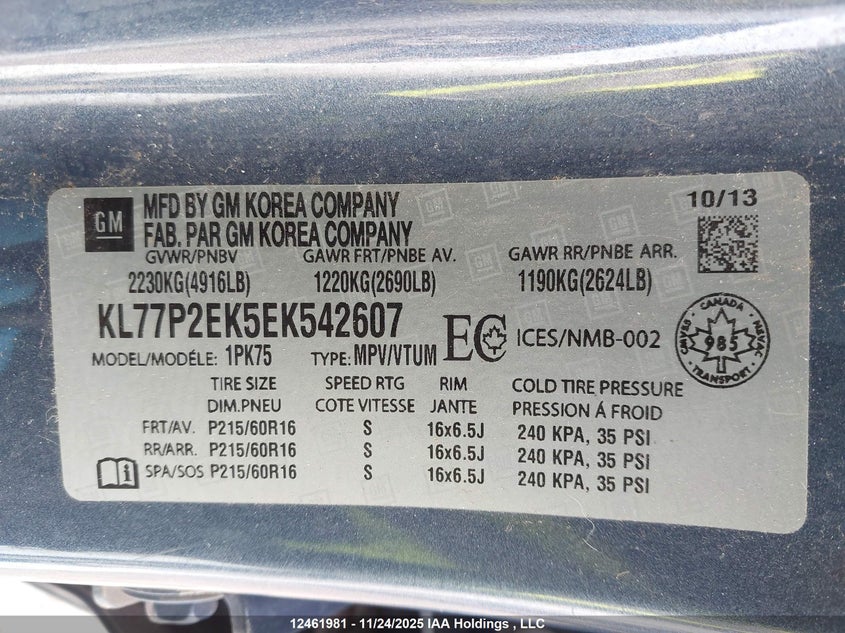 GM
MFD BY GM KOREA COMPANY
FAB. PAR GM KOREA COMPANY
10/13
GVWR/PNBV GAWR FRT/PNBE AV. GAWR RR/PNBE ARR.
2230KG(4916LB) 1220KG(2690LB) 1190KG(2624LB)
KL77P2EK5EK542607
EC ICES/NMB-002
CANADA
CMVSS 985 NSVAC
TRANSPORT
MODEL/MODÉLE: 1PK75 TYPE: MPV/VTUM
TIRE SIZE SPEED RTG RIM COLD TIRE PRESSURE
DIM.PNEU COTE VITESSE JANTE PRESSION Á FROID
FRT/AV. P215/60R16 S 16x6.5J 240 KPA, 35 PSI
RR/ARR. P215/60R16 S 16x6.5J 240 KPA, 35 PSI
SPA/SOS P215/60R16 S 16x6.5J 240 KPA, 35 PSI
12461981 - 11/24/2025 IAA Holdings , LLC